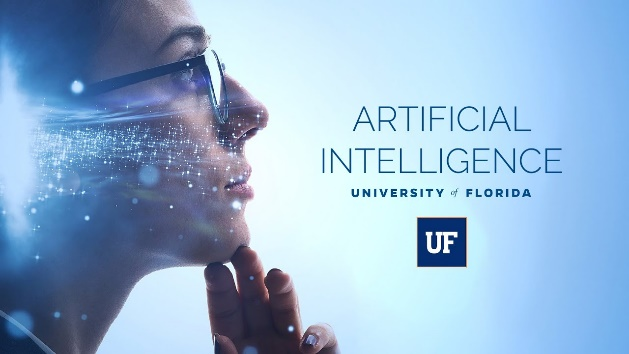 ARTIFICIAL
INTELLIGENCE
UNIVERSITY of FLORIDA
UF